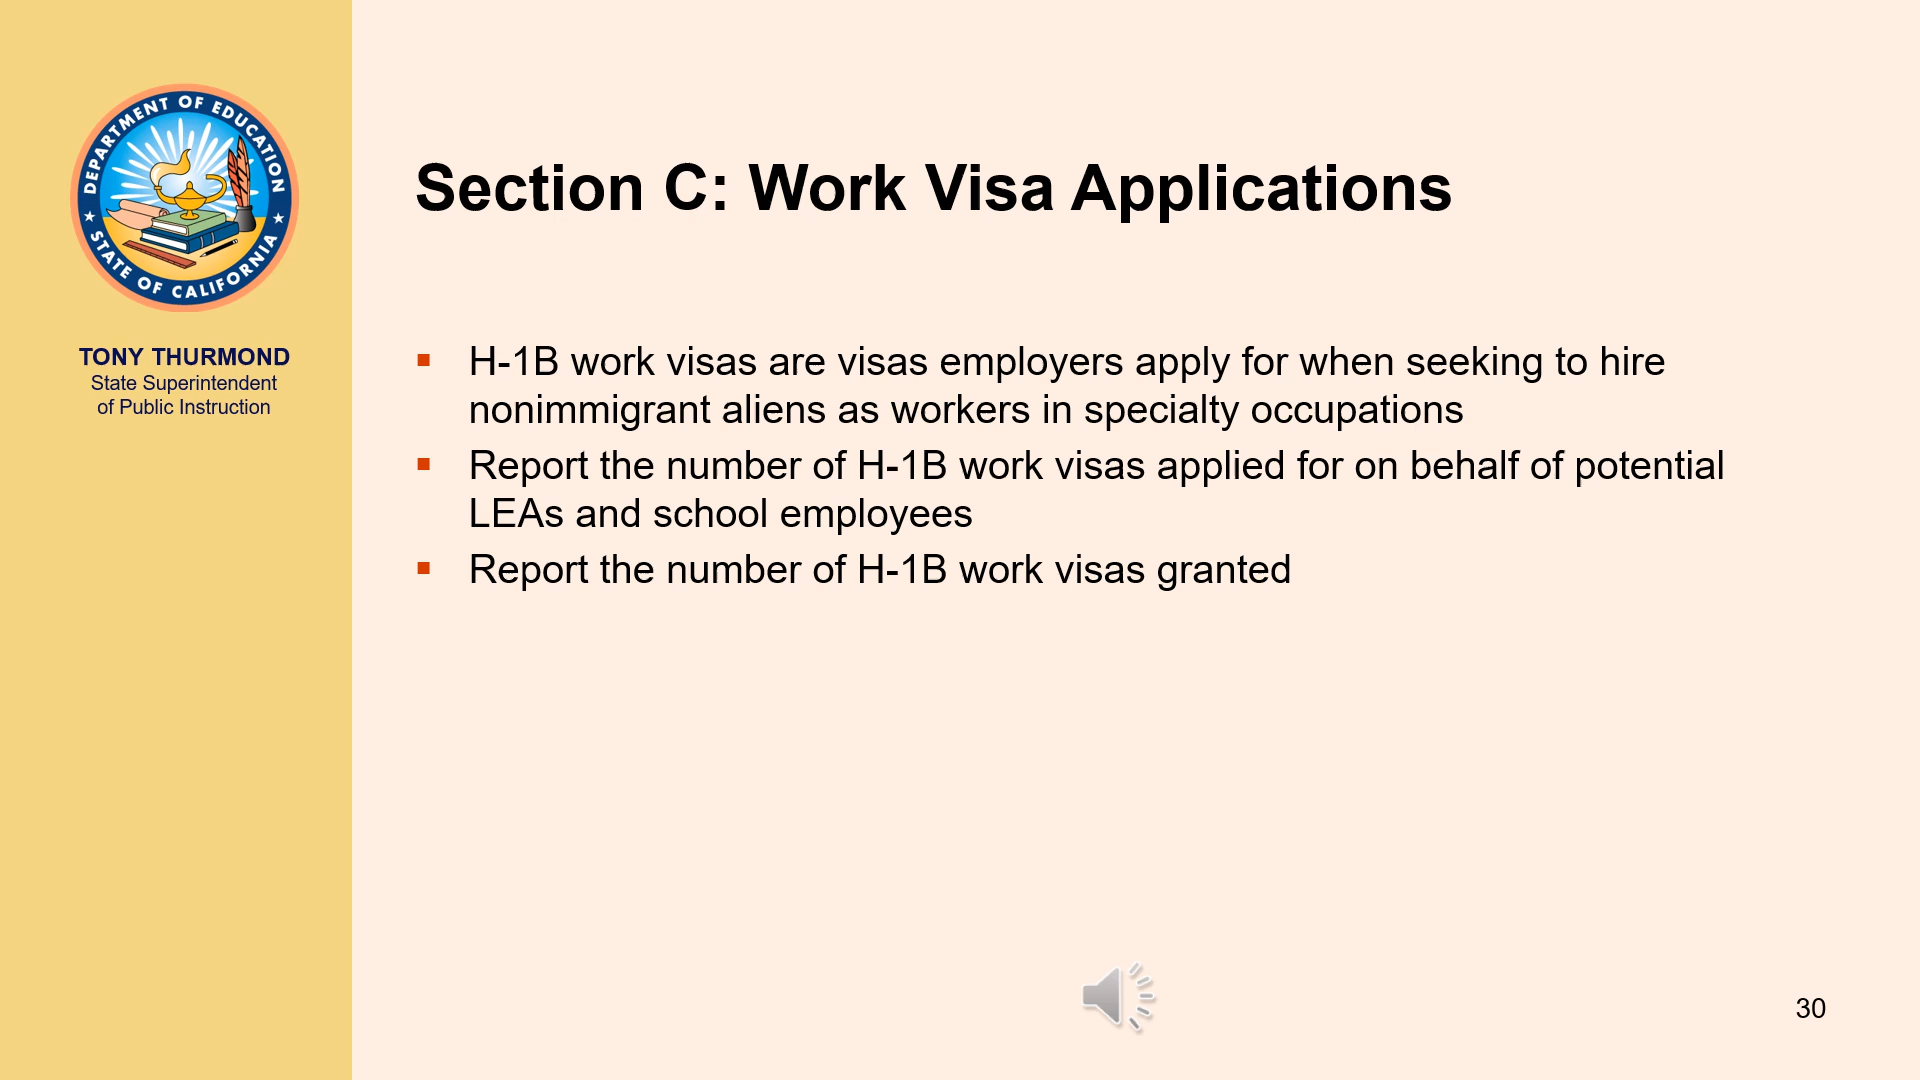 DEPARTMENT OF EDUCATION
STATE OF CALIFORNIA
TONY THURMOND
State Superintendent
of Public Instruction
Section C: Work Visa Applications
H-1B work visas are visas employers apply for when seeking to hire
nonimmigrant aliens as workers in specialty occupations
Report the number of H-1B work visas applied for on behalf of potential
LEAs and school employees
Report the number of H-1B work visas granted
30